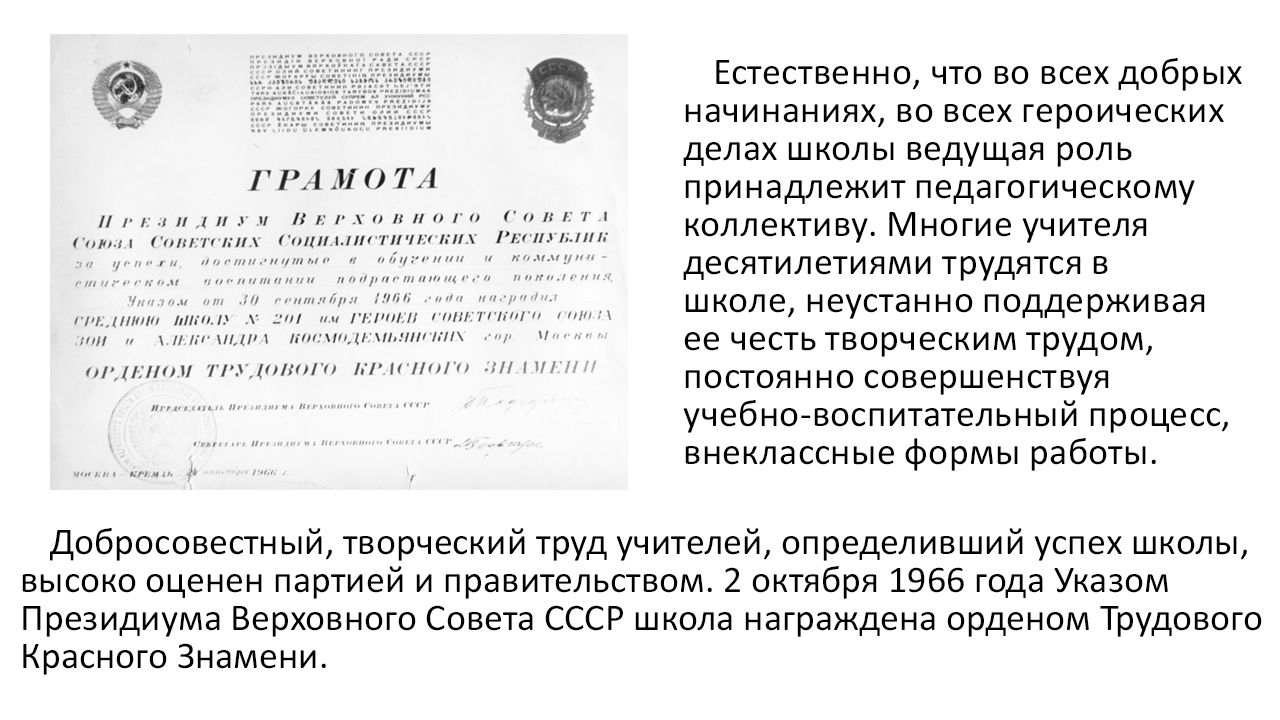 ПРЕЗИДИУМ ВЕРХОВНОГО СОВЕТА СССР
ГРАМОТА
ПРЕЗИДИУМ ВЕРХОВНОГО СОВЕТА
СОЮЗА СОВЕТСКИХ СОЦИАЛИСТИЧЕСКИХ РЕСПУБЛИК
за успехи, достигнутые в обучении и коммуни-
стическом воспитании подрастающего поколения
Указом от 30 сентября 1966 года наградил
СРЕДНЮЮ ШКОЛУ № 201 им ГЕРОЕВ СОВЕТСКОГО СОЮЗА
ЗОИ и АЛЕКСАНДРА КОСМОДЕМЬЯНСКИХ гор. Москвы
ОРДЕНОМ ТРУДОВОГО КРАСНОГО ЗНАМЕНИ
ПРЕДСЕДАТЕЛЬ ПРЕЗИДИУМА ВЕРХОВНОГО СОВЕТА СССР
СЕКРЕТАРЬ ПРЕЗИДИУМА ВЕРХОВНОГО СОВЕТА СССР
МОСКВА - КРЕМЛЬ 1966 г.
Естественно, что во всех добрых
начинаниях, во всех героических
делах школы ведущая роль
принадлежит педагогическому
коллективу. Многие учителя
десятилетиями трудятся в
школе, неустанно поддерживая
ее честь творческим трудом,
постоянно совершенствуя
учебно-воспитательный процесс,
внеклассные формы работы.
Добросовестный, творческий труд учителей, определивший успех школы,
высоко оценен партией и правительством. 2 октября 1966 года Указом
Президиума Верховного Совета СССР школа награждена орденом Трудового
Красного Знамени.